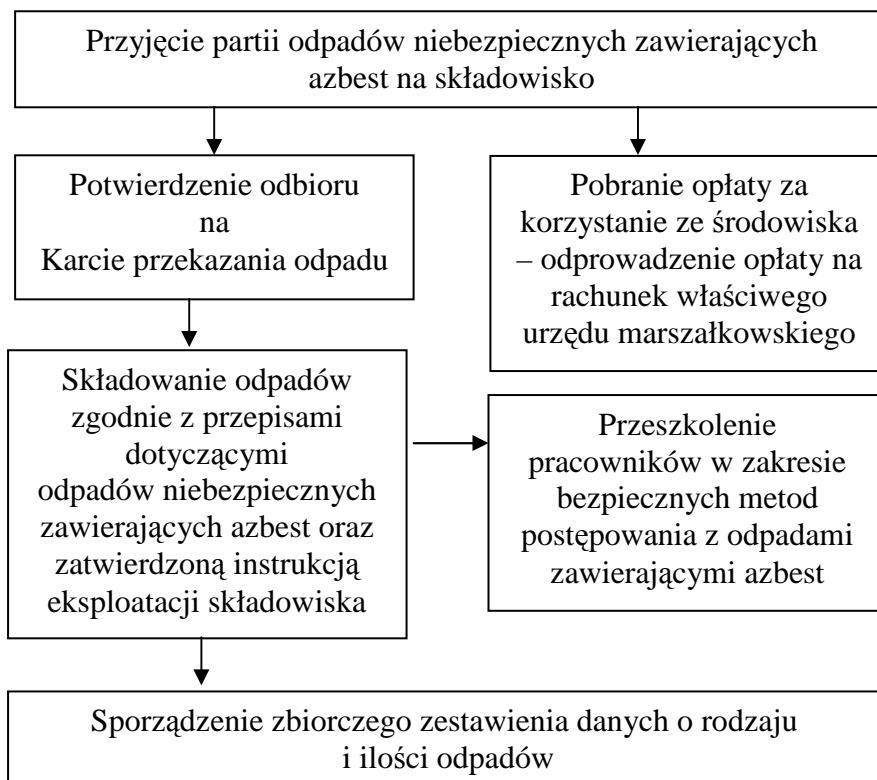 Przyjęcie partii odpadów niebezpiecznych zawierających
azbest na składowisko
Potwierdzenie odbioru
na
Karcie przekazania odpadu
Pobranie opłaty za
korzystanie ze środowiska
– odprowadzenie opłaty na
rachunek właściwego
urzędu marszałkowskiego
Składowanie odpadów
zgodnie z przepisami
dotyczącymi
odpadów niebezpiecznych
zawierających azbest oraz
zatwierdzoną instrukcją
eksploatacji składowiska
Przeszkolenie
pracowników w zakresie
bezpiecznych metod
postępowania z odpadami
zawierającymi azbest
Sporządzenie zbiorczego zestawienia danych o rodzaju
i ilości odpadów